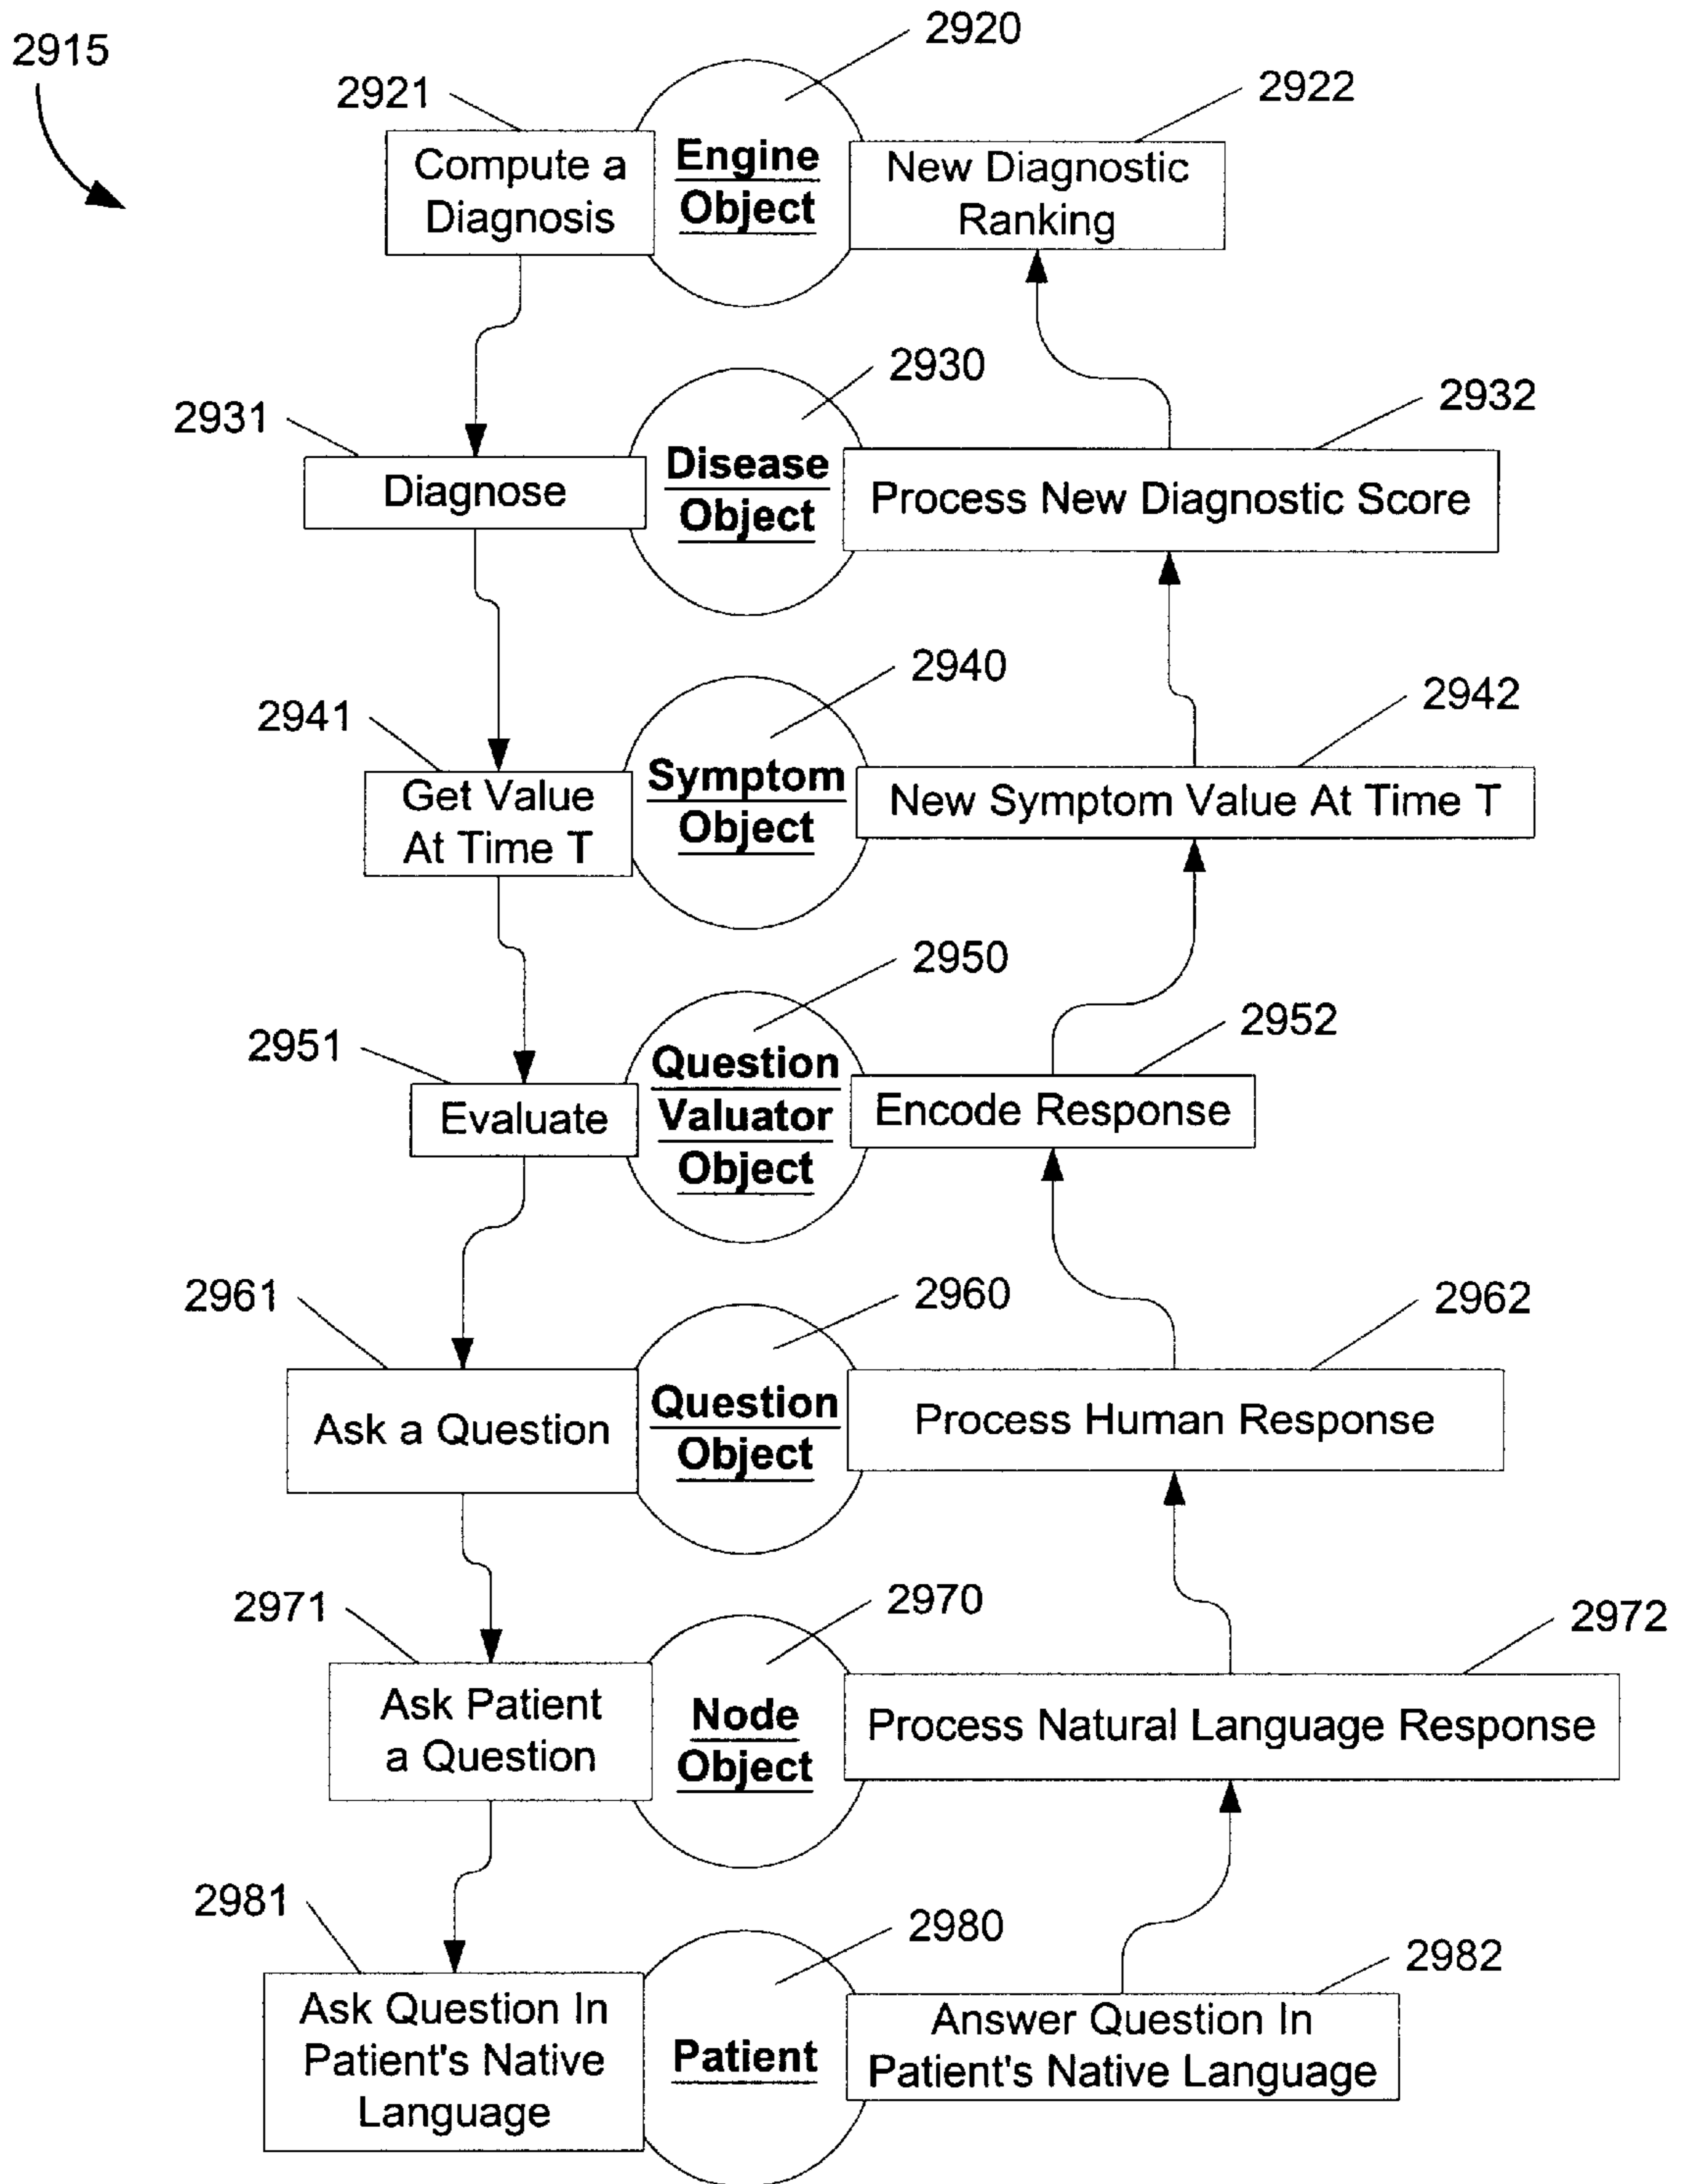 2915
2920
2921
2922
Compute a
Diagnosis
Engine
Object
New Diagnostic
Ranking
2930
2931
2932
Diagnose
Disease
Object
Process New Diagnostic Score
2940
2941
2942
Get Value
At Time T
Symptom
Object
New Symptom Value At Time T
2950
2951
2952
Evaluate
Question
Valuator
Object
Encode Response
2960
2961
2962
Ask a Question
Question
Object
Process Human Response
2970
2971
2972
Ask Patient
a Question
Node
Object
Process Natural Language Response
2980
2981
2982
Ask Question In
Patient's Native
Language
Patient
Answer Question In
Patient's Native Language